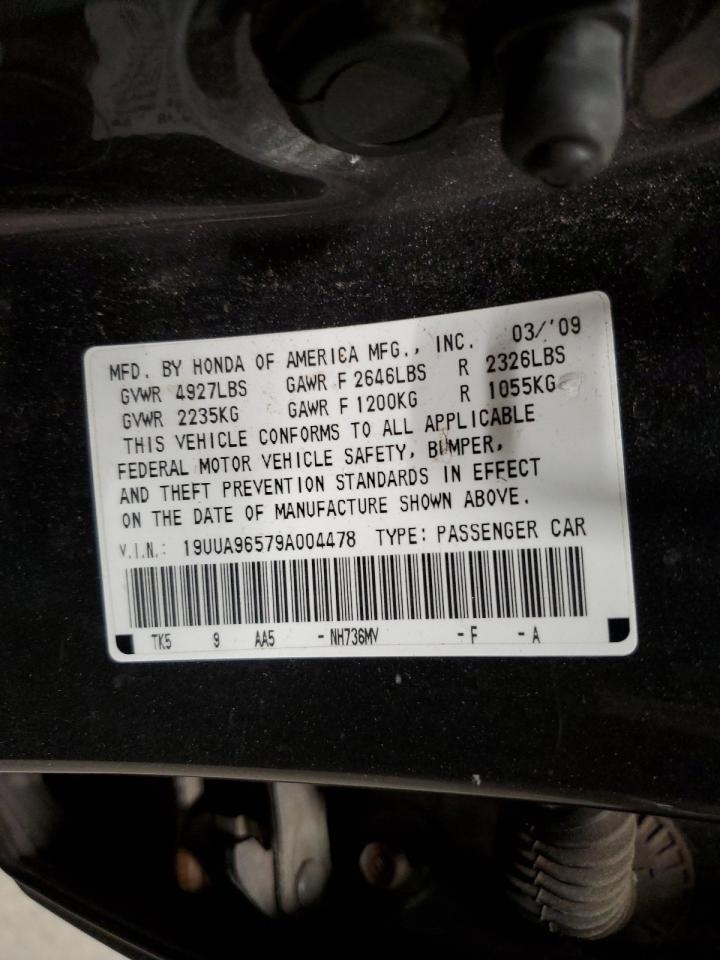 MFD. BY HONDA OF AMERICA MFG., INC. 03/'09
GVWR 4927LBS GAWR F 2646LBS R 2326LBS
GVWR 2235KG GAWR F 1200KG R 1055KG
THIS VEHICLE CONFORMS TO ALL APPLICABLE
FEDERAL MOTOR VEHICLE SAFETY, BUMPER,
AND THEFT PREVENTION STANDARDS IN EFFECT
ON THE DATE OF MANUFACTURE SHOWN ABOVE.
V.I.N.: 19UUA96579A004478 TYPE: PASSENGER CAR
TK5 9 AA5 - NH736MV - F - A